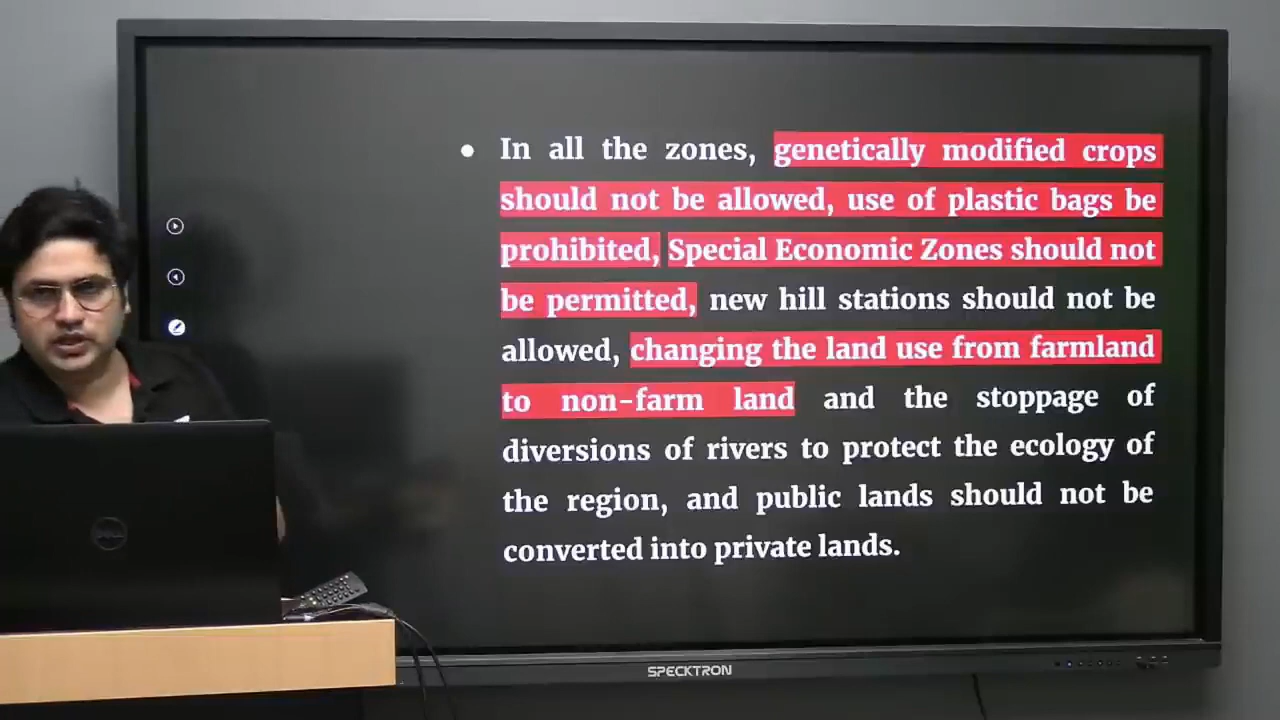 ● In all the zones, genetically modified crops
should not be allowed, use of plastic bags be
prohibited, Special Economic Zones should not
be permitted, new hill stations should not be
allowed, changing the land use from farmland
to non-farm land and the stoppage of
diversions of rivers to protect the ecology of
the region, and public lands should not be
converted into private lands.
DELL
SPECKTRON